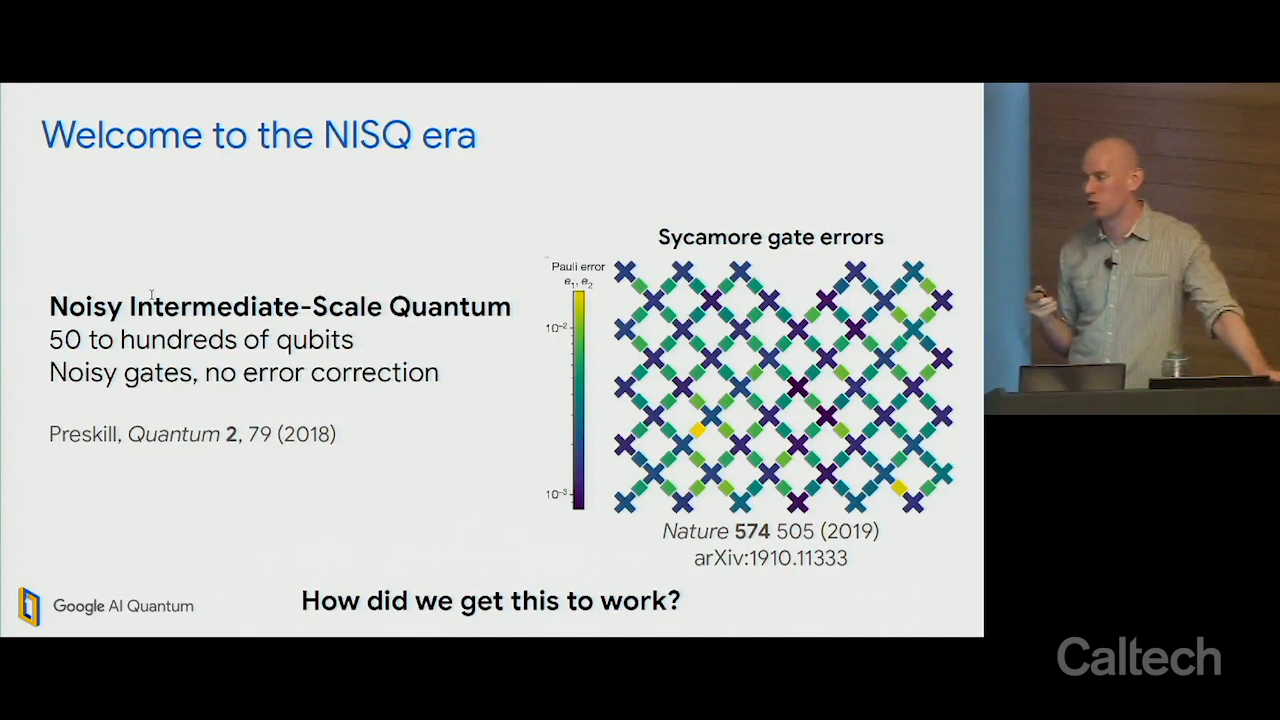 Welcome to the NISQ era
Noisy Intermediate-Scale Quantum
50 to hundreds of qubits
Noisy gates, no error correction
Preskill, Quantum 2, 79 (2018)
Sycamore gate errors
Pauli error
e₁, e₂
10⁻²
10⁻³
Nature 574 505 (2019)
arXiv:1910.11333
How did we get this to work?
Google AI Quantum
Caltech